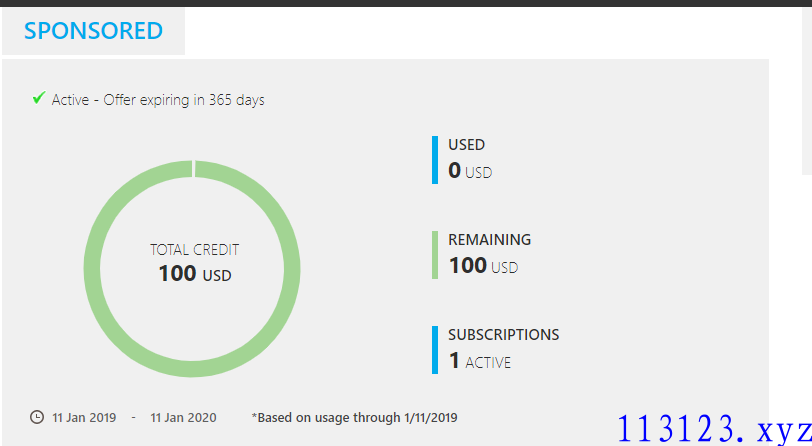 SPONSORED
✓ Active - Offer expiring in 365 days
TOTAL CREDIT
100 USD
USED
0 USD
REMAINING
100 USD
SUBSCRIPTIONS
1 ACTIVE
11 Jan 2019 - 11 Jan 2020 *Based on usage through 1/11/2019
113123.xyz